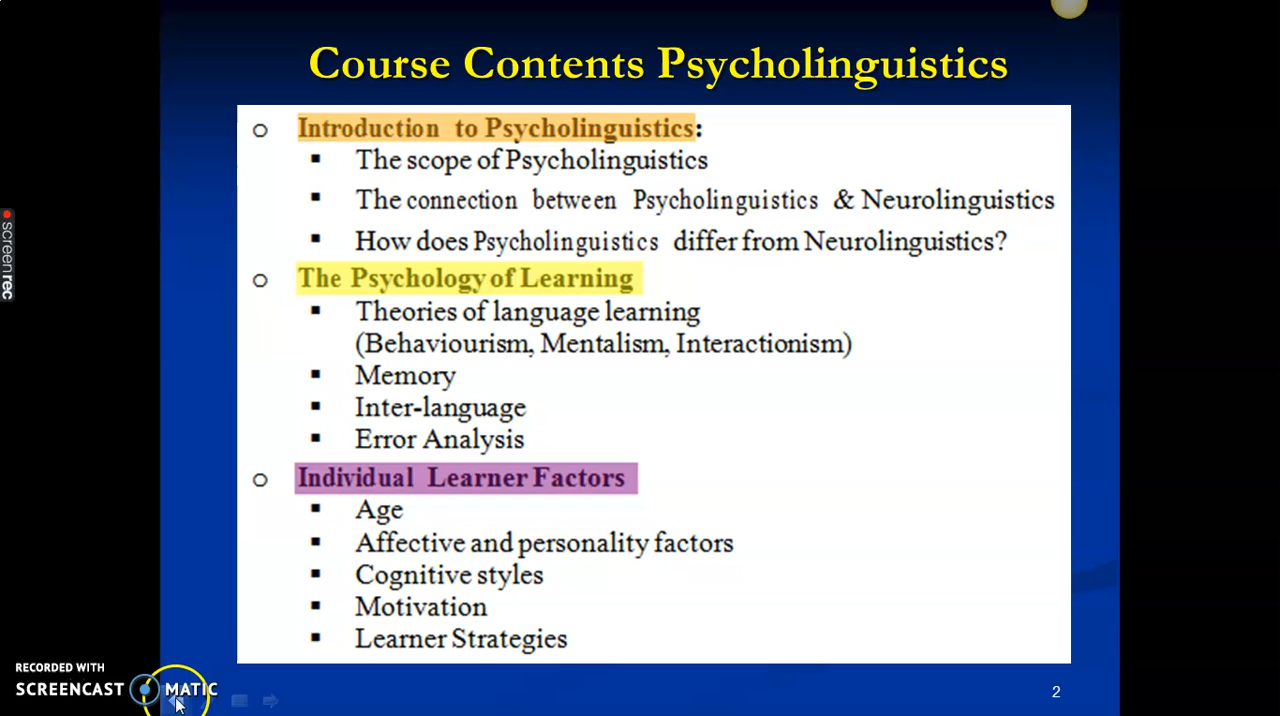 Course Contents Psycholinguistics
Introduction to Psycholinguistics:
The scope of Psycholinguistics
The connection between Psycholinguistics & Neurolinguistics
How does Psycholinguistics differ from Neurolinguistics?
The Psychology of Learning
Theories of language learning
(Behaviourism, Mentalism, Interactionism)
Memory
Inter-language
Error Analysis
Individual Learner Factors
Age
Affective and personality factors
Cognitive styles
Motivation
Learner Strategies
screenrec
RECORDED WITH
SCREENCAST MATIC
2